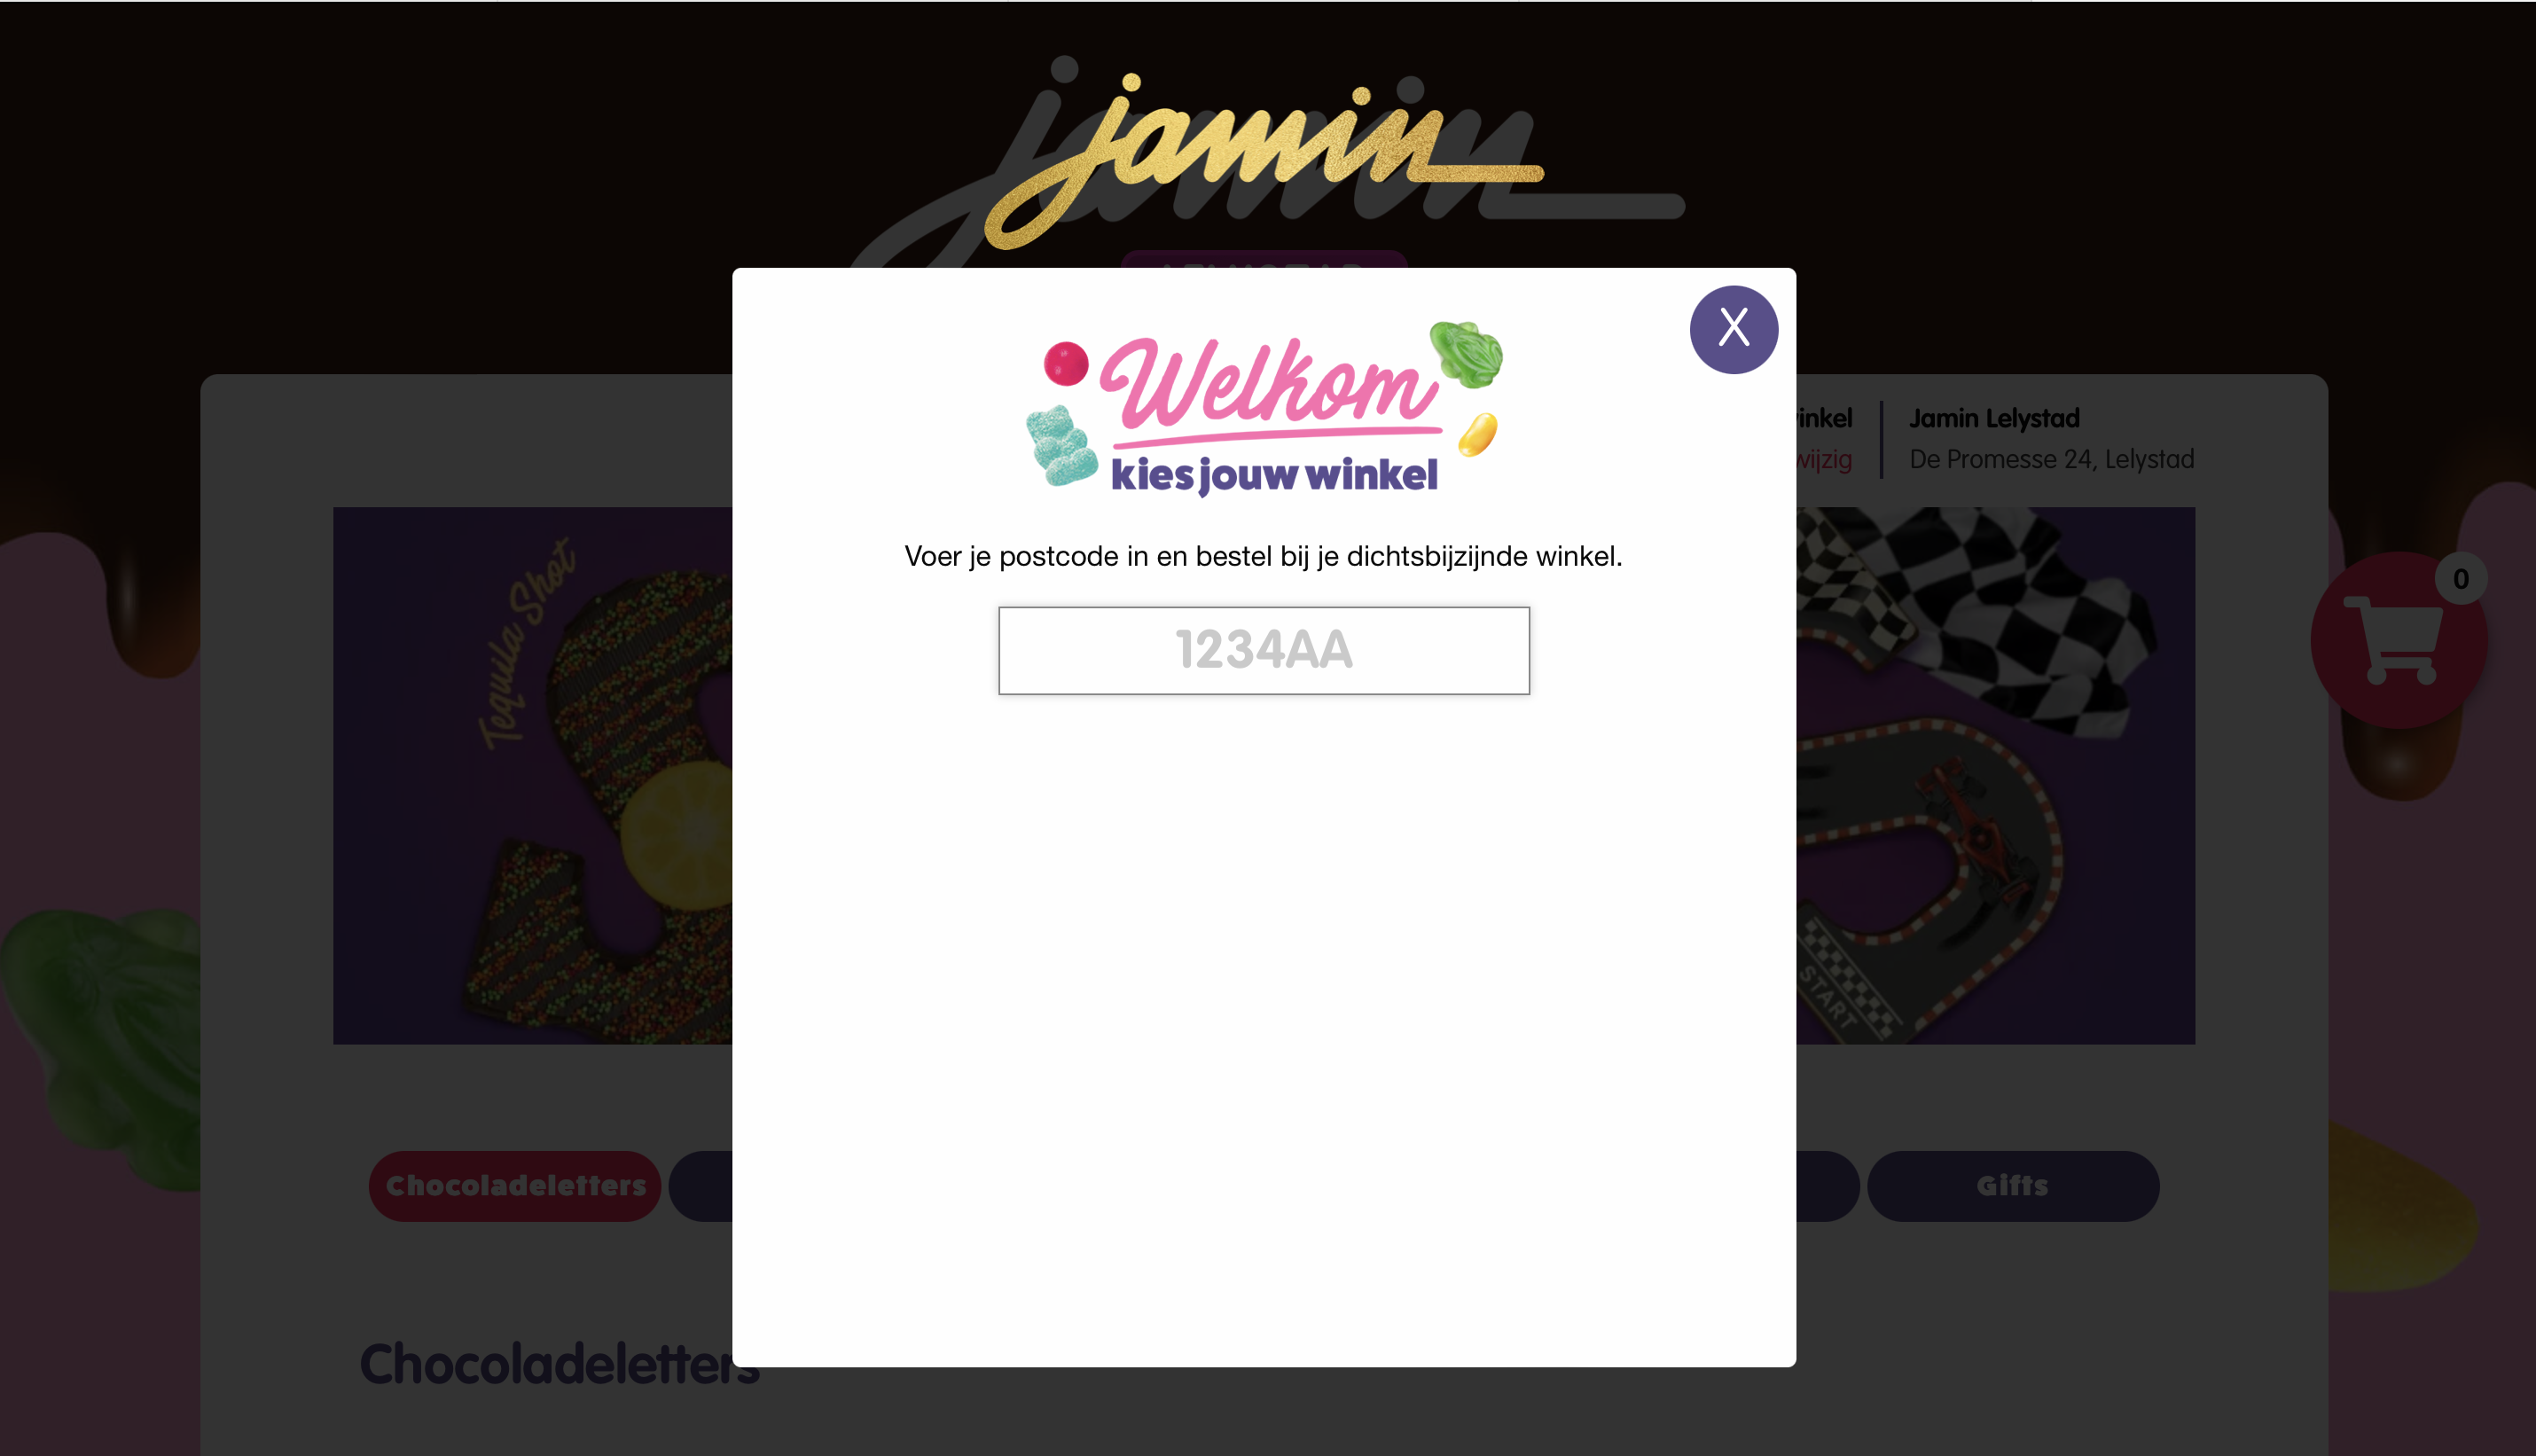 jamin
Welkom
kies jouw winkel
X
Voer je postcode in en bestel bij je dichtsbijzijnde winkel.
1234AA
wijzig
Jamin Lelystad
De Promesse 24, Lelystad
0
Tequila Shot
START
Chocoladeletters
Gifts
Chocoladeletters